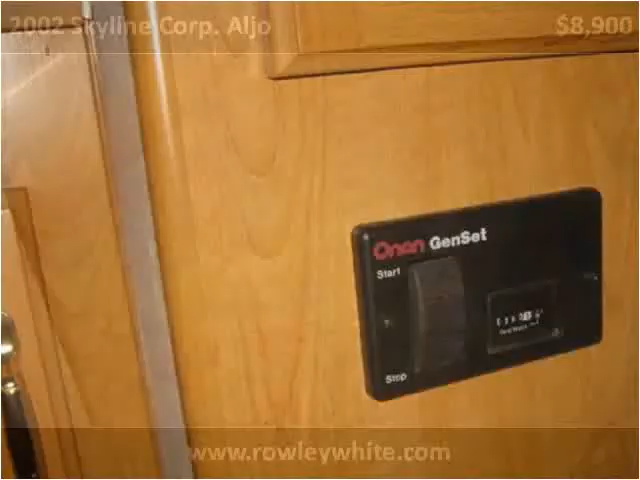 2002 Skyline Corp. Aljo $8,900
Onan GenSet
Start
Stop
www.rowleywhite.com